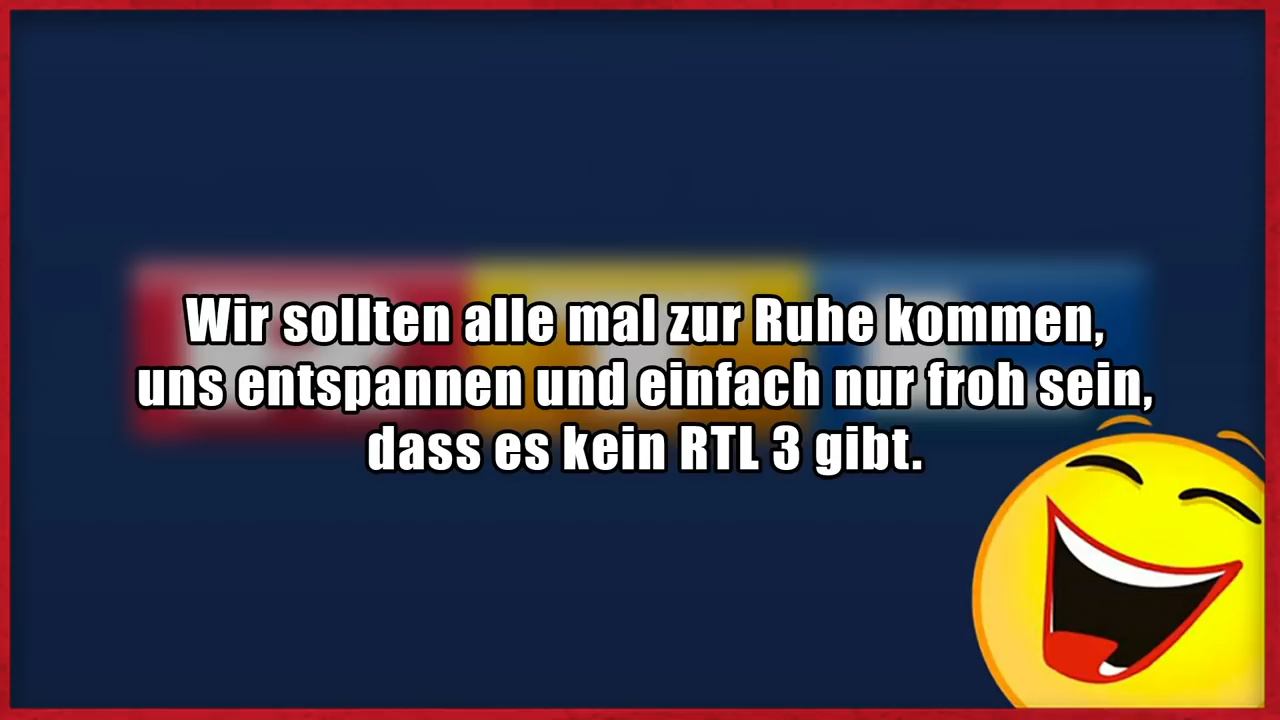 Wir sollten alle mal zur Ruhe kommen,
uns entspannen und einfach nur froh sein,
dass es kein RTL 3 gibt.